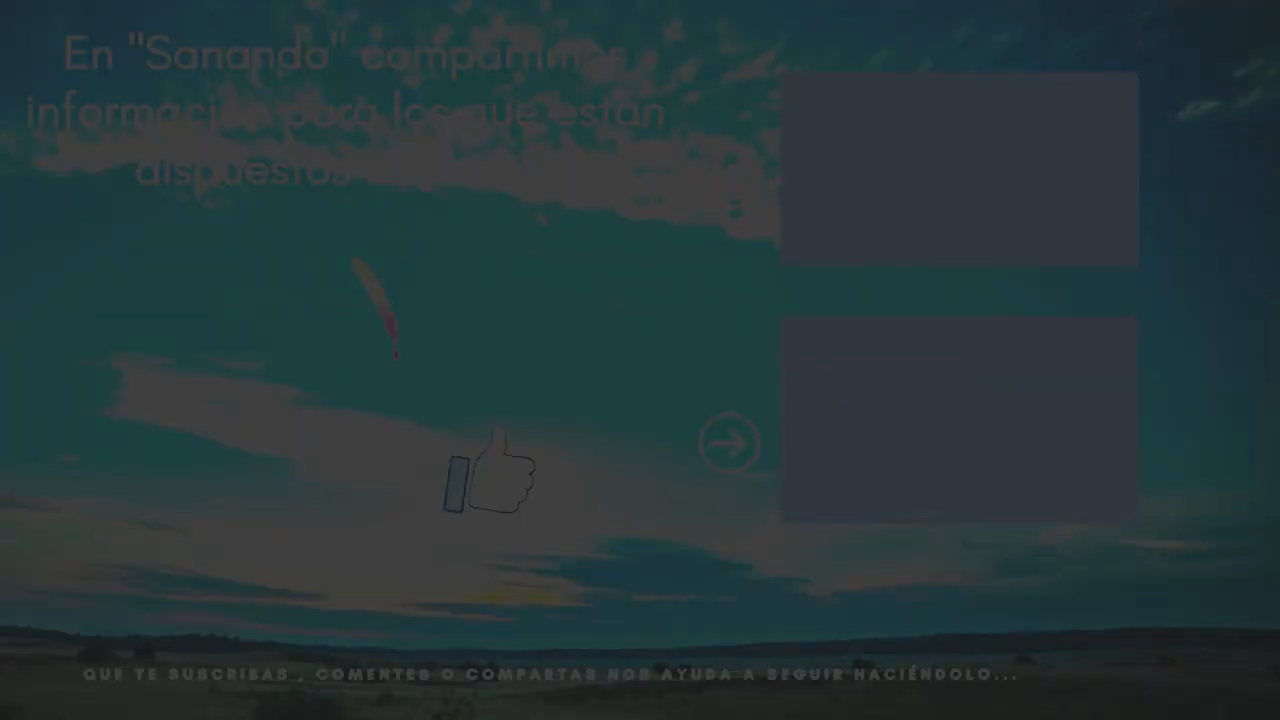 En "Sanando" compartimos
información para los que están
dispuestos
QUE TE SUSCRIBAS , COMENTES O COMPARTAS NOS AYUDA A SEGUIR HACIÉNDOLO...